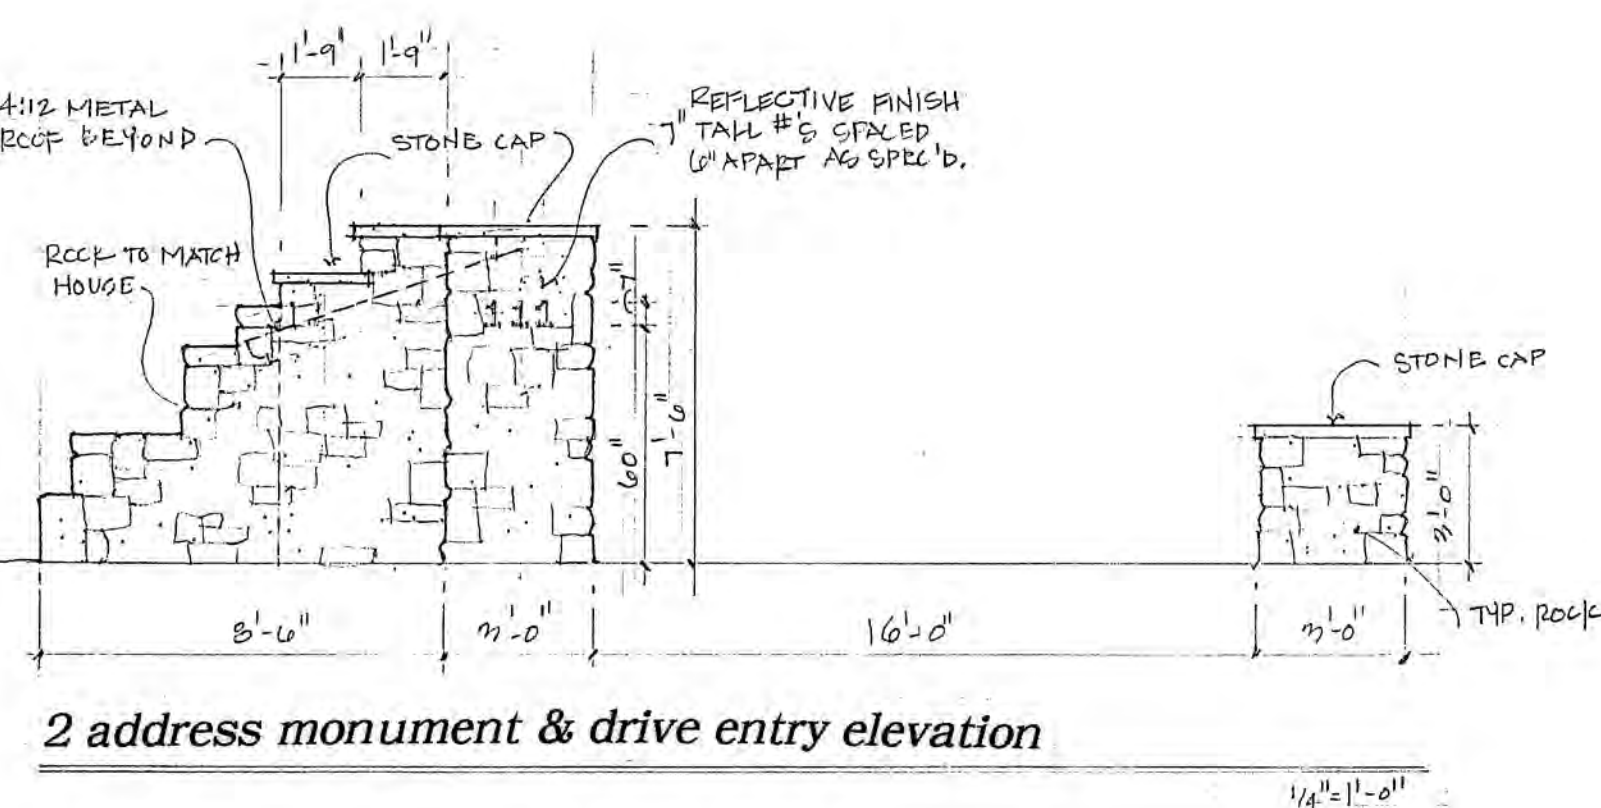 1'-9" 1'-9"
4:12 METAL
ROOF BEYOND
STONE CAP
REFLECTIVE FINISH
7" TALL #'S SPACED
6" APART AS SPEC'D.
ROCK TO MATCH
HOUSE
7"
60"
7'-6"
STONE CAP
3'-0"
8'-6" 3'-0" 16'-0" 3'-0"
TYP. ROCK
2 address monument & drive entry elevation
1/4"=1'-0"